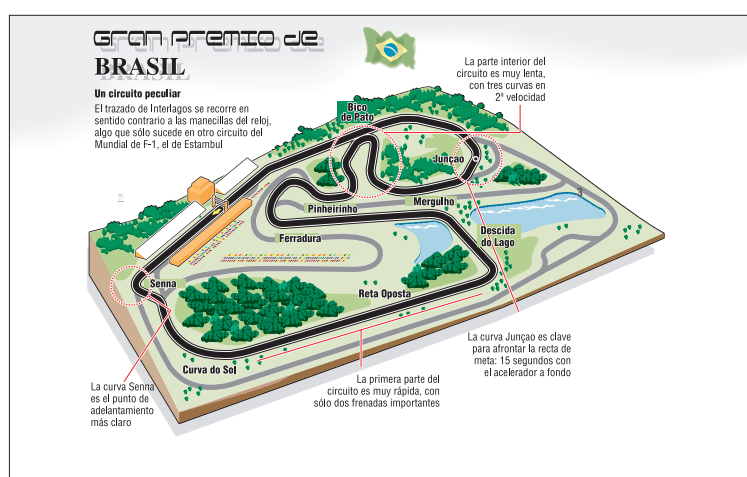 Gran Premio de
BRASIL
Un circuito peculiar
El trazado de Interlagos se recorre en
sentido contrario a las manecillas del reloj,
algo que sólo sucede en otro circuito del
Mundial de F-1, el de Estambul
La parte interior del
circuito es muy lenta,
con tres curvas en
2ª velocidad
Bico
de Pato
Junçao
2
3
Pinheirinho
Mergulho
Ferradura
Descida
do Lago
Senna
Reta Oposta
Curva do Sol
La curva Junçao es clave
para afrontar la recta de
meta: 15 segundos con
el acelerador a fondo
La curva Senna
es el punto de
adelantamiento
más claro
La primera parte del
circuito es muy rápida, con
sólo dos frenadas importantes